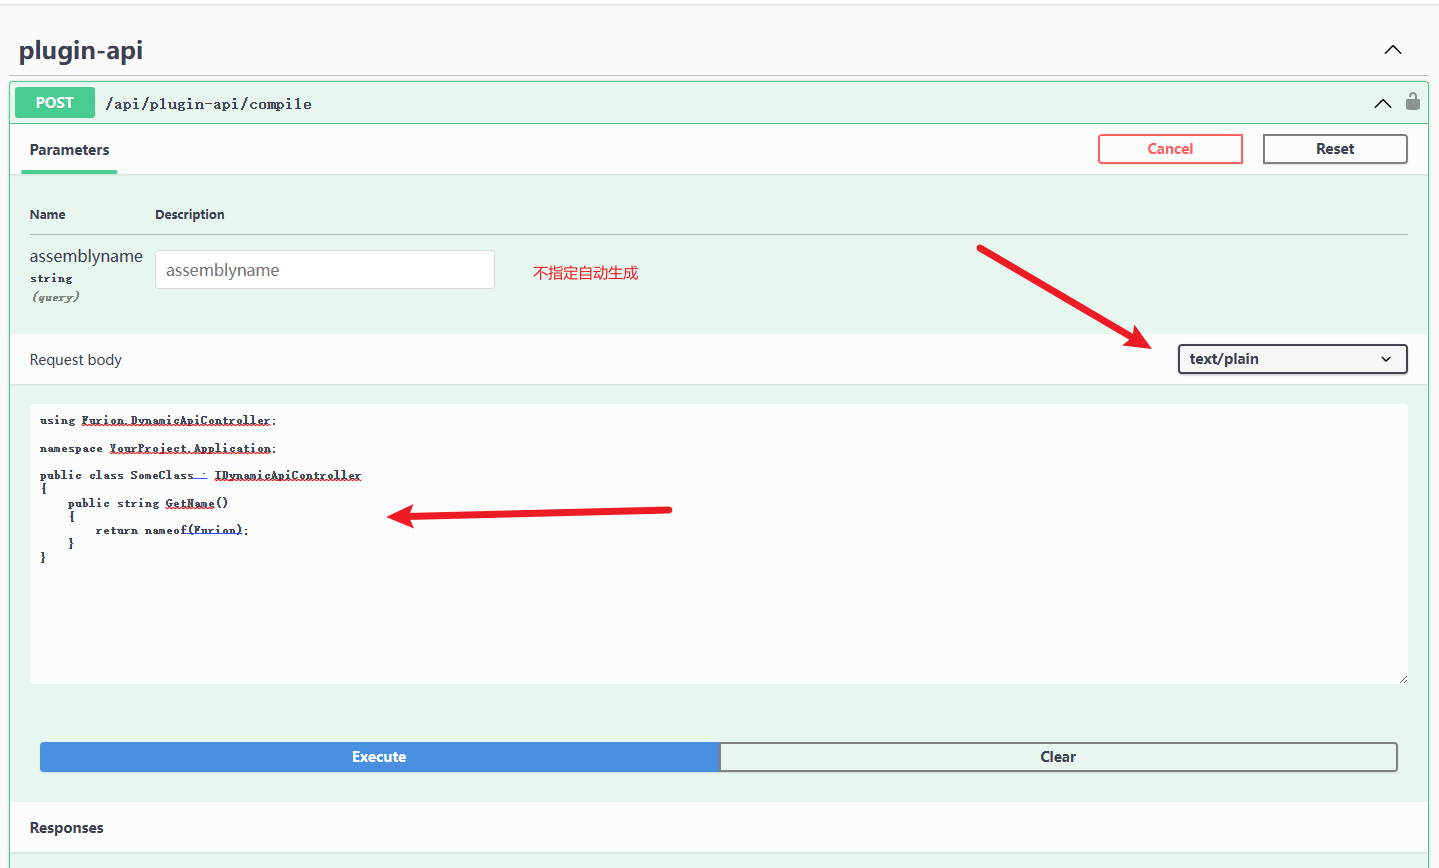 plugin-api
POST /api/plugin-api/compile
Parameters
Cancel
Reset
Name Description
assemblyname
string
(query)
assemblyname
不指定自动生成
Request body
text/plain
using Furion.DynamicApiController;
namespace YourProject.Application;
public class SomeClass : IDynamicApiController
{
public string GetName()
{
return nameof(Furion);
}
}
Execute
Clear
Responses